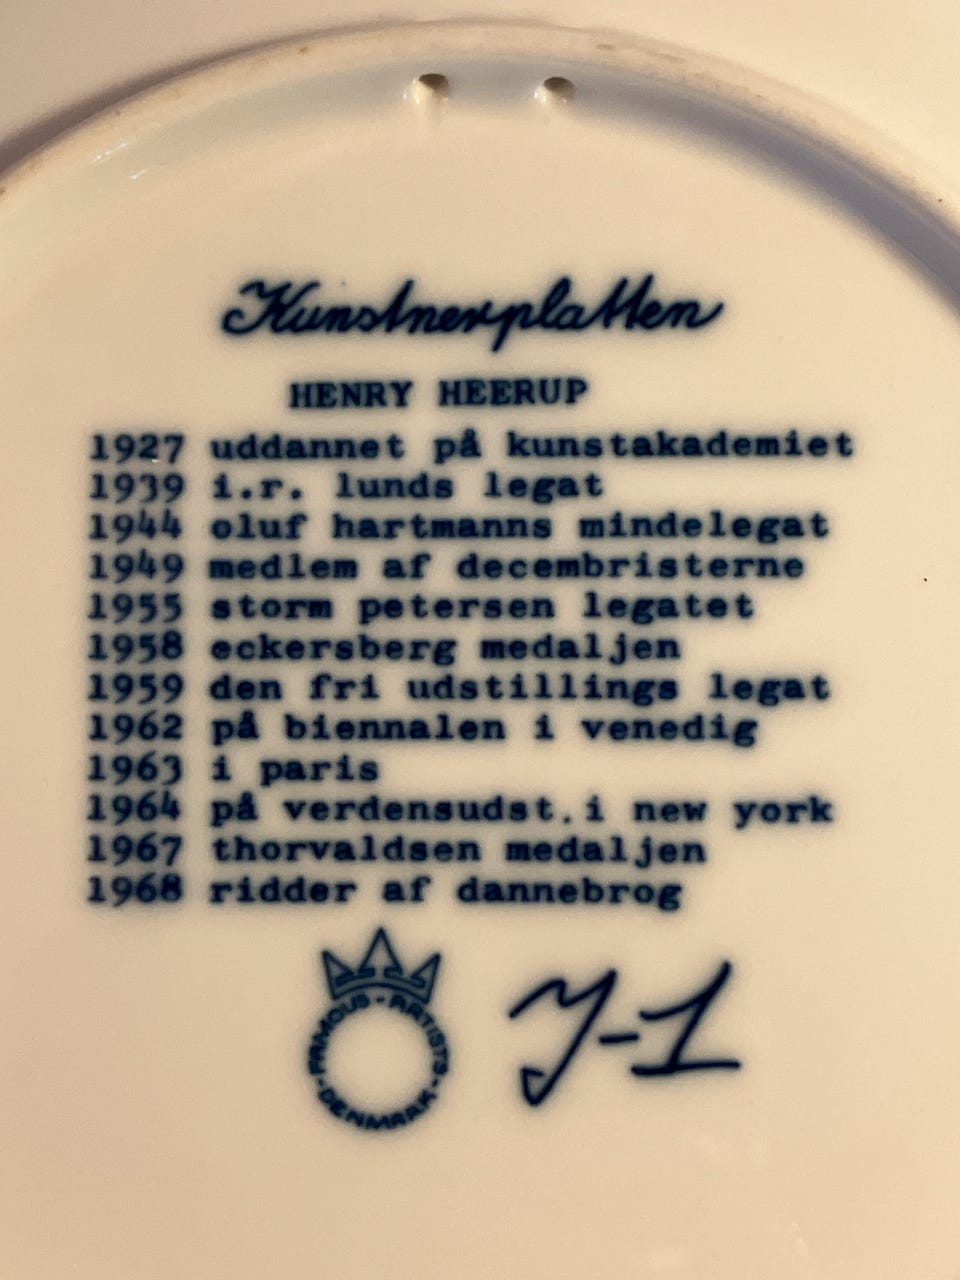 Kunstnerplatten
HENRY HEERUP
1927 uddannet på kunstakademiet
1939 i.r. lunds legat
1944 oluf hartmanns mindelegat
1949 medlem af decembristerne
1955 storm petersen legatet
1958 eckersberg medaljen
1959 den fri udstillings legat
1962 på biennalen i venedig
1963 i paris
1964 på verdensudst.i new york
1967 thorvaldsen medaljen
1968 ridder af dannebrog
FAMOUS - ARTISTS - DENMARK -
Y-1